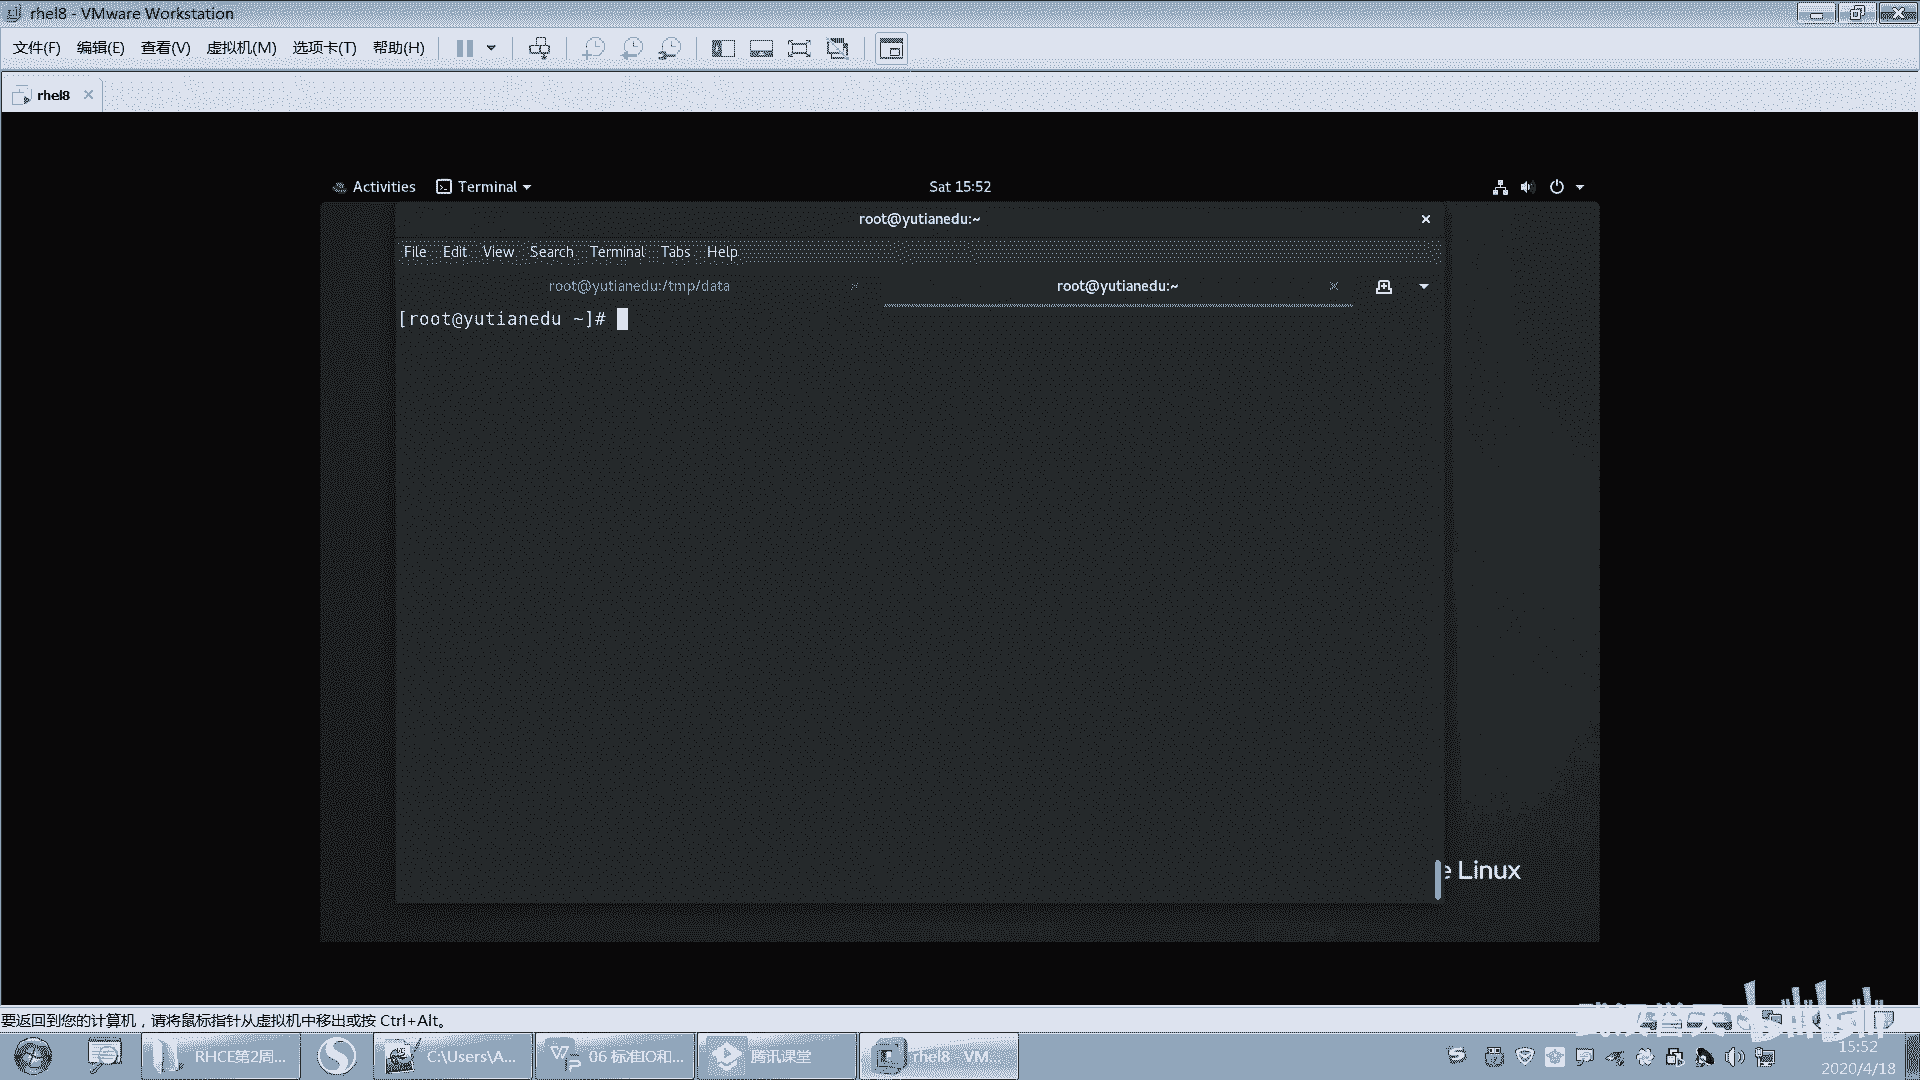 rhel8 - VMware Workstation
文件(F) 编辑(E) 查看(V) 虚拟机(M) 选项卡(T) 帮助(H)
rhel8
Activities Terminal Sat 15:52
root@yutianedu:~
File Edit View Search Terminal Tabs Help
root@yutianedu:/tmp/data root@yutianedu:~
[root@yutianedu ~]#
e Linux
要返回到您的计算机，请将鼠标指针从虚拟机中移出或按 Ctrl+Alt。
bilibili
RHCE第2周... C:\Users\A... 06 标准IO和... 腾讯课堂 rhel8 - VM...
15:52
2020/4/18